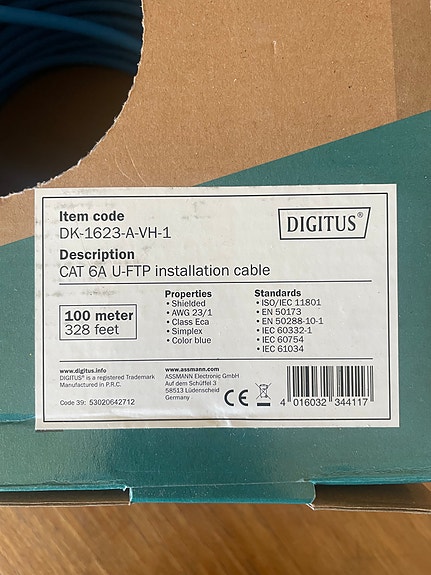 Item code
DK-1623-A-VH-1
DIGITUS®
Description
CAT 6A U-FTP installation cable
100 meter
328 feet
Properties
• Shielded
• AWG 23/1
• Class Eca
• Simplex
• Color blue
Standards
• ISO/IEC 11801
• EN 50173
• EN 50288-10-1
• IEC 60332-1
• IEC 60754
• IEC 61034
www.digitus.info
DIGITUS® is a registered Trademark
Manufactured in P.R.C.
Code 39: 53020642712
www.assmann.com
ASSMANN Electronic GmbH
Auf dem Schüffel 3
58513 Lüdenscheid
Germany
CE
4 016032 344117